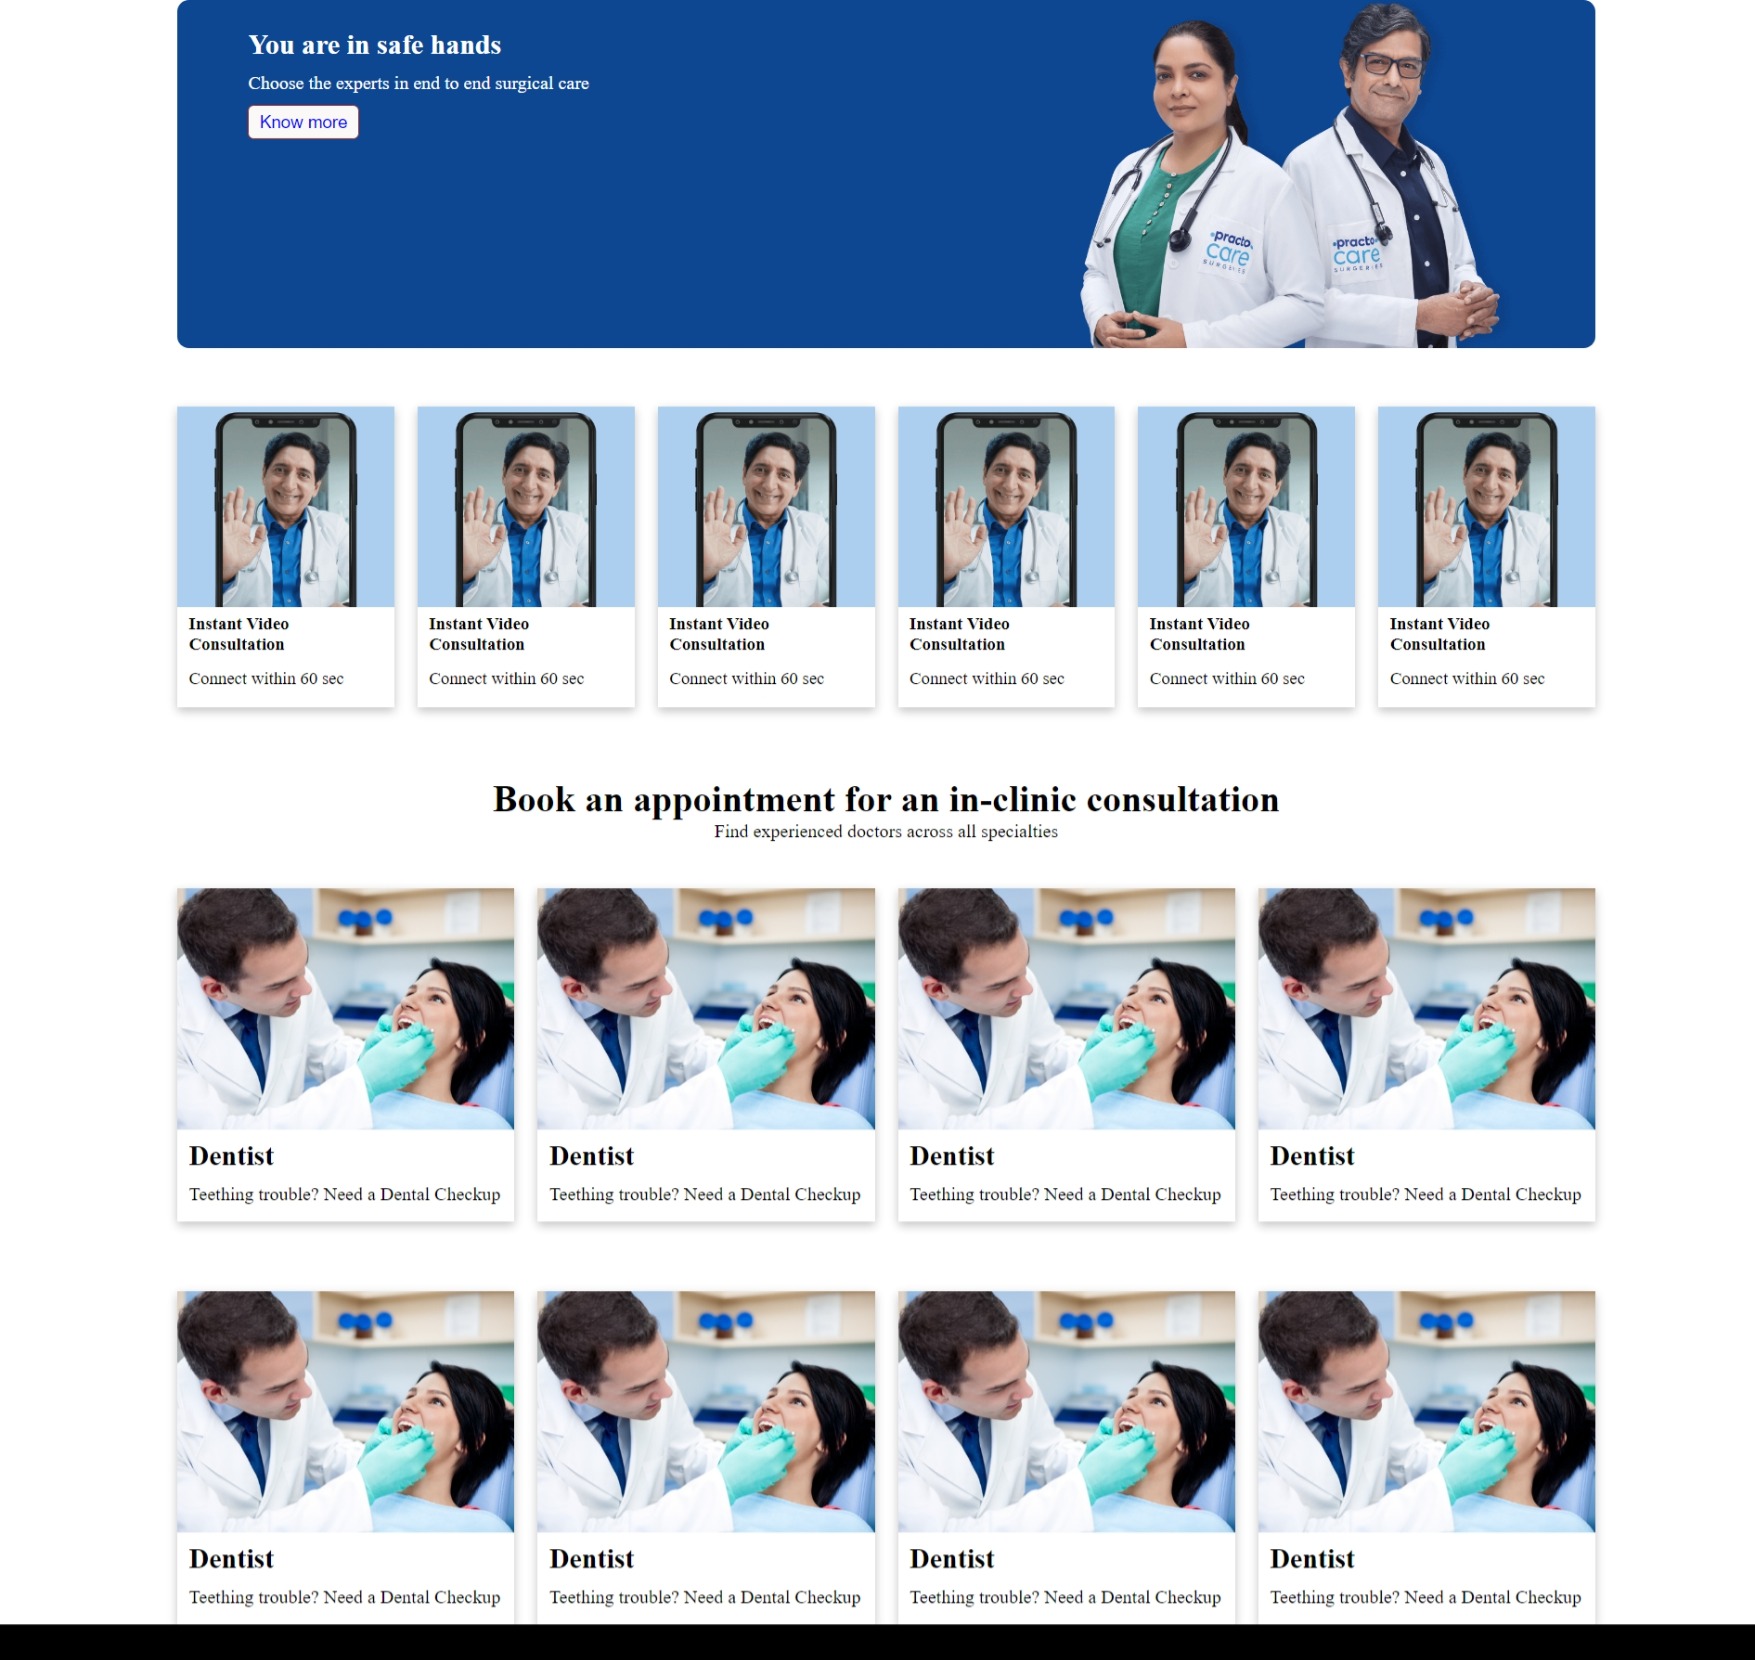 You are in safe hands
Choose the experts in end to end surgical care
Know more
practo
care
SURGERIES
practo
care
SURGERIES
Instant Video
Consultation
Connect within 60 sec
Instant Video
Consultation
Connect within 60 sec
Instant Video
Consultation
Connect within 60 sec
Instant Video
Consultation
Connect within 60 sec
Instant Video
Consultation
Connect within 60 sec
Instant Video
Consultation
Connect within 60 sec
Book an appointment for an in-clinic consultation
Find experienced doctors across all specialties
Dentist
Teething trouble? Need a Dental Checkup
Dentist
Teething trouble? Need a Dental Checkup
Dentist
Teething trouble? Need a Dental Checkup
Dentist
Teething trouble? Need a Dental Checkup
Dentist
Teething trouble? Need a Dental Checkup
Dentist
Teething trouble? Need a Dental Checkup
Dentist
Teething trouble? Need a Dental Checkup
Dentist
Teething trouble? Need a Dental Checkup